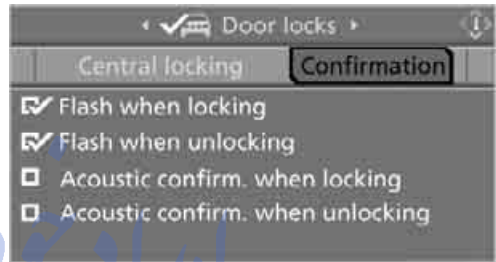 Door locks
Central locking Confirmation
Flash when locking
Flash when unlocking
Acoustic confirm. when locking
Acoustic confirm. when unlocking